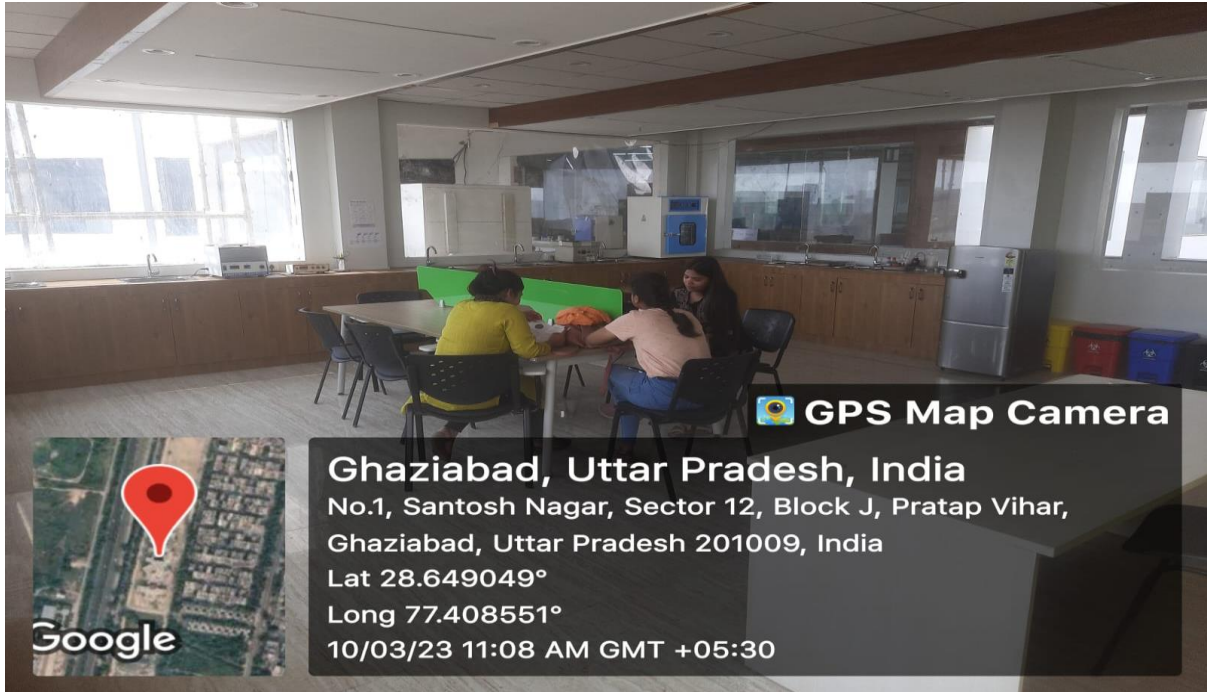 GPS Map Camera
Ghaziabad, Uttar Pradesh, India
No.1, Santosh Nagar, Sector 12, Block J, Pratap Vihar,
Ghaziabad, Uttar Pradesh 201009, India
Lat 28.649049°
Long 77.408551°
10/03/23 11:08 AM GMT +05:30
Google